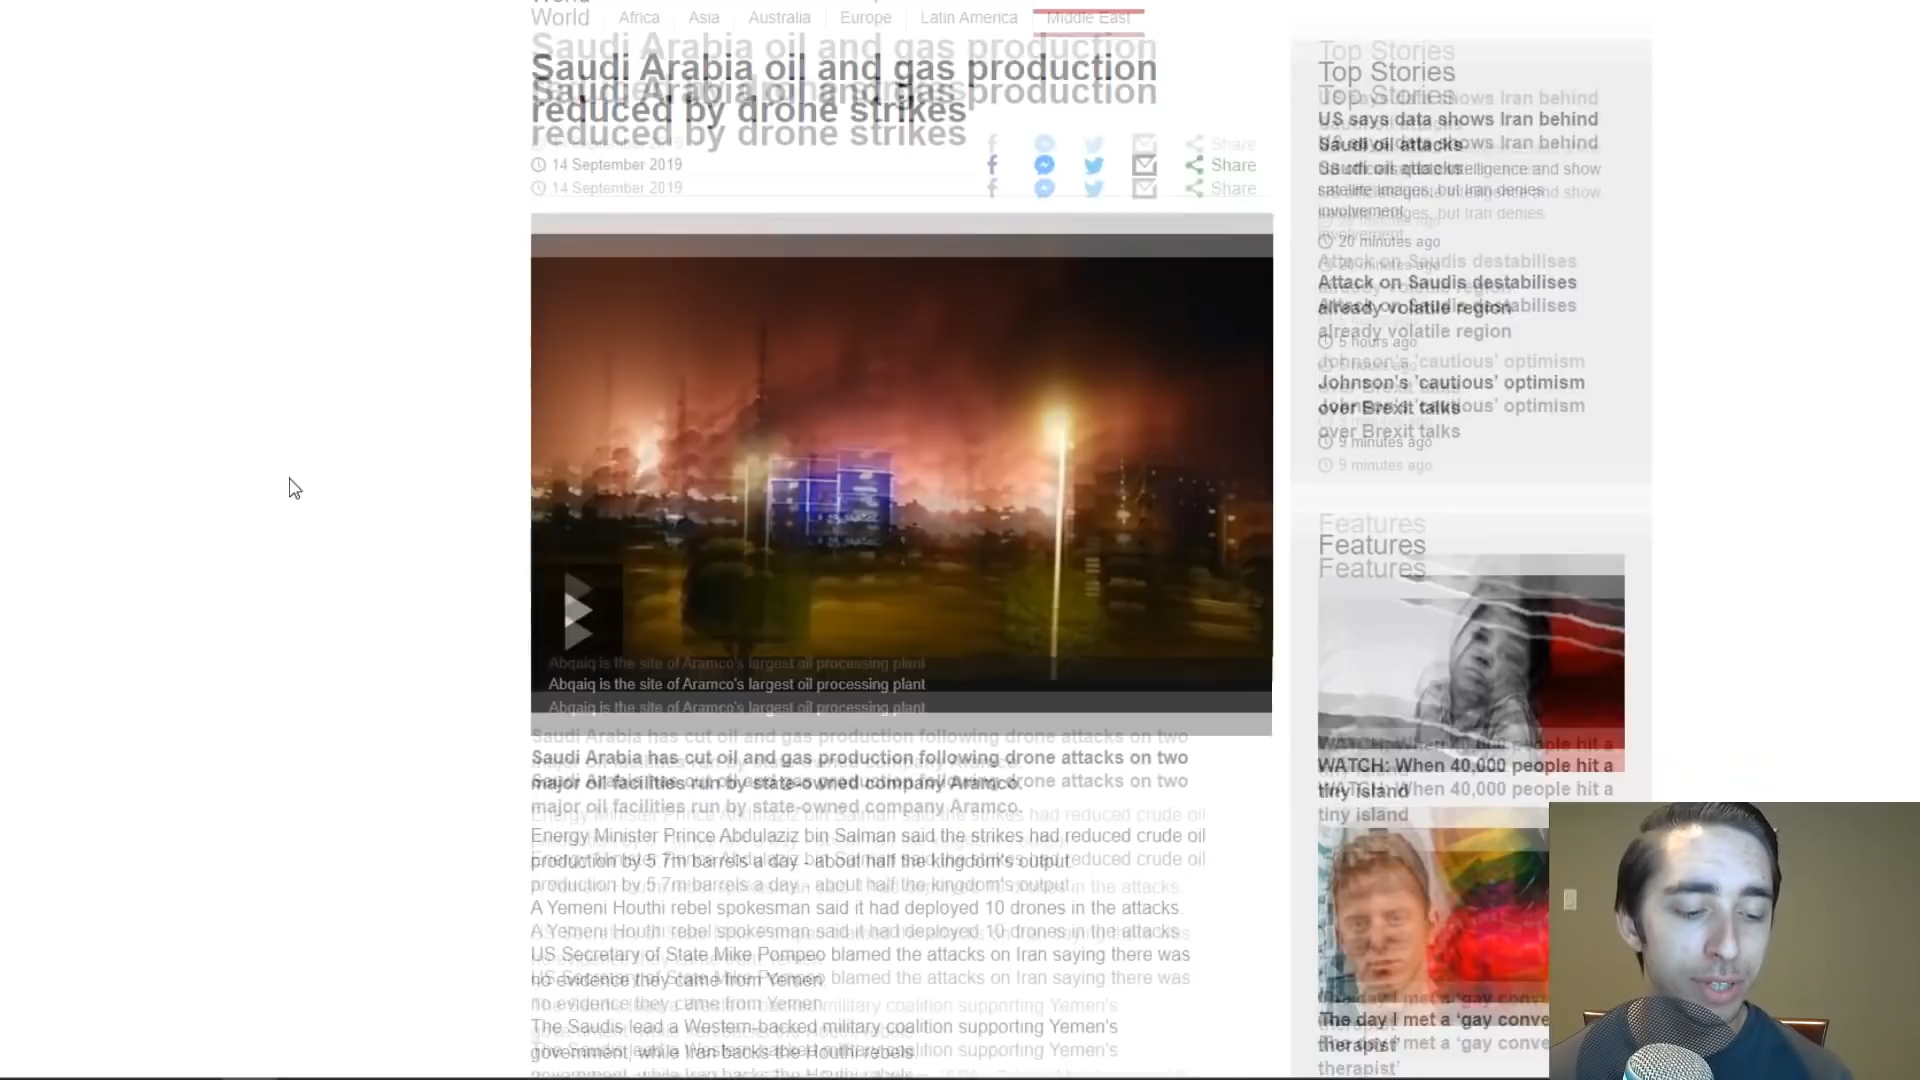 World
Africa
Asia
Australia
Europe
Latin America
Middle East
Saudi Arabia oil and gas production
reduced by drone strikes
14 September 2019
Share
Abqaiq is the site of Aramco's largest oil processing plant
Saudi Arabia has cut oil and gas production following drone attacks on two
major oil facilities run by state-owned company Aramco.
Energy Minister Prince Abdulaziz bin Salman said the strikes had reduced crude oil
production by 5.7m barrels a day - about half the kingdom's output.
A Yemeni Houthi rebel spokesman said it had deployed 10 drones in the attacks.
US Secretary of State Mike Pompeo blamed the attacks on Iran saying there was
no evidence they came from Yemen.
The Saudis lead a Western-backed military coalition supporting Yemen's
government, while Iran backs the Houthi rebels.
Top Stories
US says data shows Iran behind
Saudi oil attacks
intelligence and show
satellite images, but Iran denies
involvement.
20 minutes ago
Attack on Saudis destabilises
already volatile region
5 hours ago
Johnson's 'cautious' optimism
over Brexit talks
9 minutes ago
Features
WATCH: When 40,000 people hit a
tiny island
The day I met a 'gay conve
therapist'